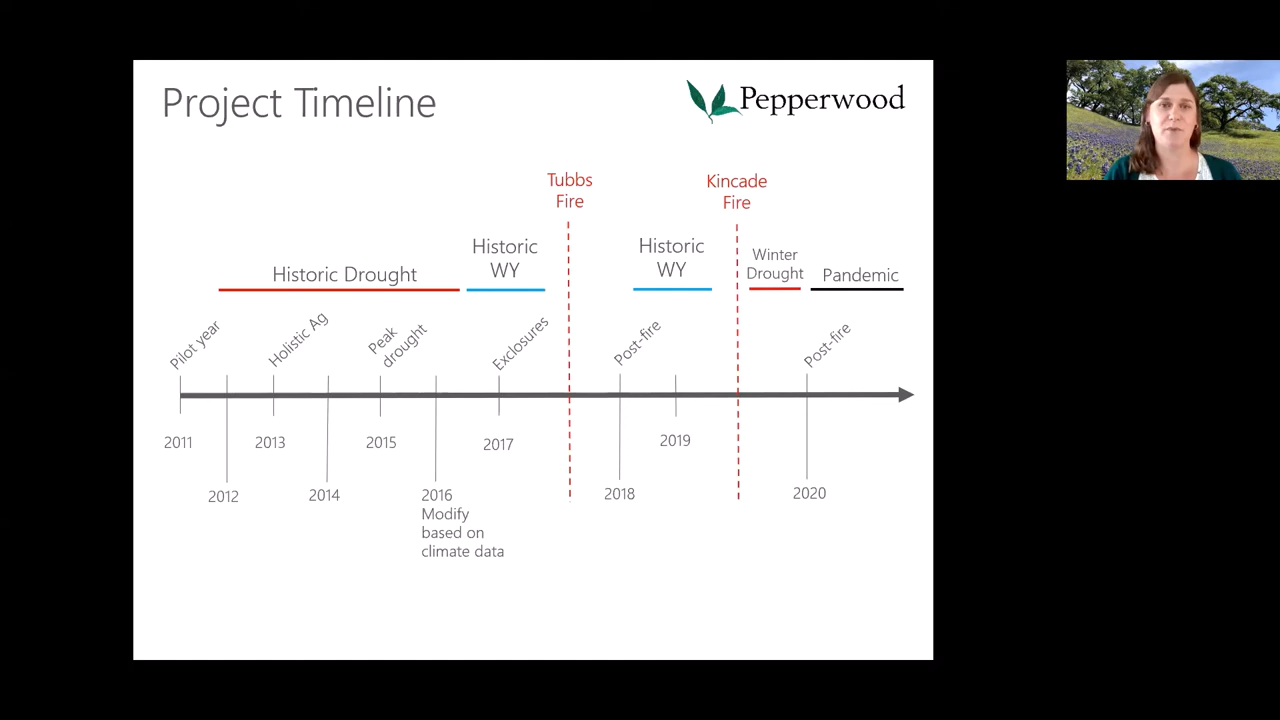 Project Timeline
Pepperwood
Tubbs
Fire
Kincade
Fire
Historic Drought
Historic
WY
Historic
WY
Winter
Drought
Pandemic
Pilot year
Holistic Ag
Peak
drought
Exclosures
Post-fire
Post-fire
2011
2012
2013
2014
2015
2016
Modify
based on
climate data
2017
2018
2019
2020